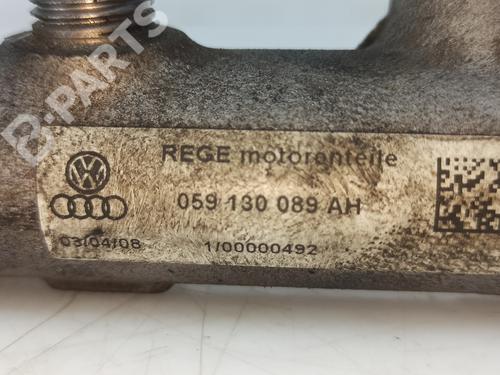 B-PARTS
REGE motorenteile
059 130 089 AH
03/04/08
1/00000492